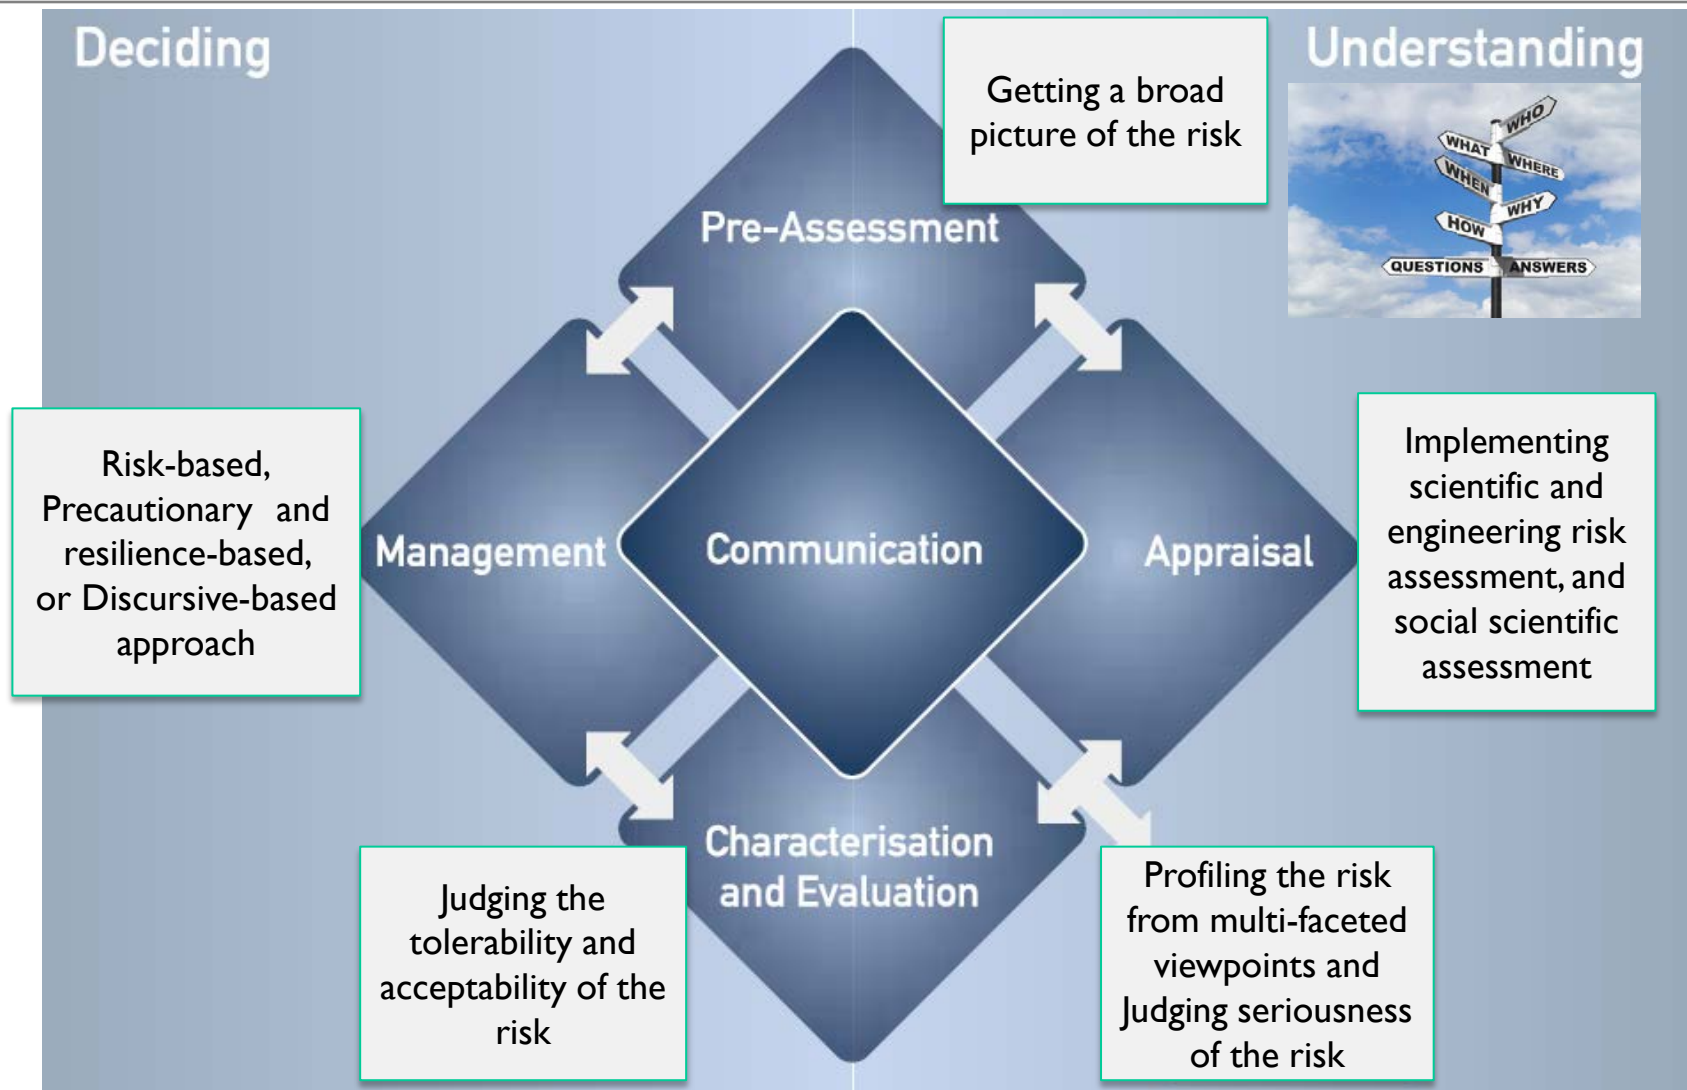 Deciding
Understanding
Getting a broad
picture of the risk
WHO
WHAT
WHERE
WHEN
WHY
HOW
QUESTIONS
ANSWERS
Pre-Assessment
Risk-based,
Precautionary and
resilience-based,
or Discursive-based
approach
Management
Communication
Appraisal
Implementing
scientific and
engineering risk
assessment, and
social scientific
assessment
Characterisation
and Evaluation
Judging the
tolerability and
acceptability of the
risk
Profiling the risk
from multi-faceted
viewpoints and
Judging seriousness
of the risk